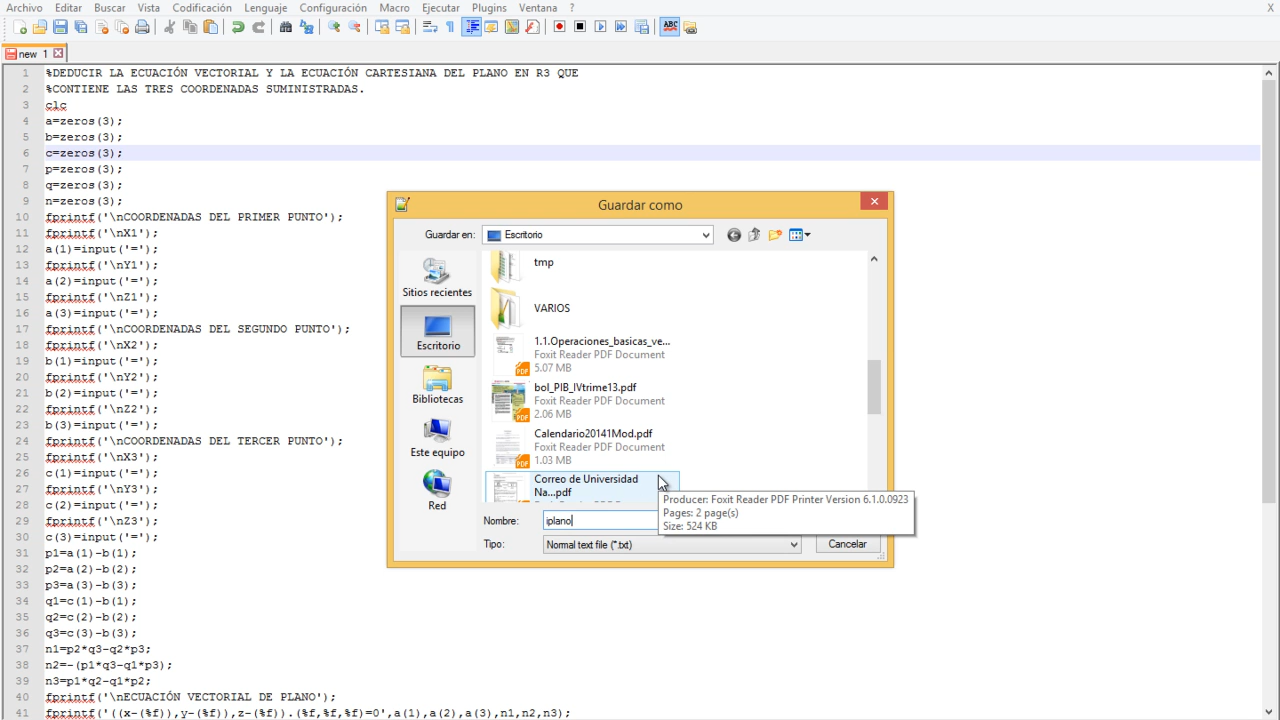 Archivo Editar Buscar Vista Codificación Lenguaje Configuración Macro Ejecutar Plugins Ventana ? X
new 1
1 %DEDUCIR LA ECUACIÓN VECTORIAL Y LA ECUACIÓN CARTESIANA DEL PLANO EN R3 QUE
2 %CONTIENE LAS TRES COORDENADAS SUMINISTRADAS.
3 clc
4 a=zeros(3);
5 b=zeros(3);
6 c=zeros(3);
7 p=zeros(3);
8 q=zeros(3);
9 n=zeros(3);
10 fprintf('\nCOORDENADAS DEL PRIMER PUNTO');
11 fprintf('\nX1');
12 a(1)=input('=');
13 fprintf('\nY1');
14 a(2)=input('=');
15 fprintf('\nZ1');
16 a(3)=input('=');
17 fprintf('\nCOORDENADAS DEL SEGUNDO PUNTO');
18 fprintf('\nX2');
19 b(1)=input('=');
20 fprintf('\nY2');
21 b(2)=input('=');
22 fprintf('\nZ2');
23 b(3)=input('=');
24 fprintf('\nCOORDENADAS DEL TERCER PUNTO');
25 fprintf('\nX3');
26 c(1)=input('=');
27 fprintf('\nY3');
28 c(2)=input('=');
29 fprintf('\nZ3');
30 c(3)=input('=');
31 p1=a(1)-b(1);
32 p2=a(2)-b(2);
33 p3=a(3)-b(3);
34 q1=c(1)-b(1);
35 q2=c(2)-b(2);
36 q3=c(3)-b(3);
37 n1=p2*q3-q2*p3;
38 n2=-(p1*q3-q1*p3);
39 n3=p1*q2-q1*p2;
40 fprintf('\nECUACIÓN VECTORIAL DE PLANO');
41 fprintf('((x-(%f)),y-(%f)),z-(%f)).(%f,%f,%f)=0',a(1),a(2),a(3),n1,n2,n3);
Guardar como
Guardar en: Escritorio
Sitios recientes
Escritorio
Bibliotecas
Este equipo
Red
tmp
VARIOS
1.1.Operaciones_basicas_ve...
Foxit Reader PDF Document
5.07 MB
bol_PIB_IVtrime13.pdf
Foxit Reader PDF Document
2.06 MB
Calendario20141Mod.pdf
Foxit Reader PDF Document
1.03 MB
Correo de Universidad
Na...pdf
Producer: Foxit Reader PDF Printer Version 6.1.0.0923
Pages: 2 page(s)
Size: 524 KB
Nombre: iplano
Tipo: Normal text file (*.txt)
Cancelar